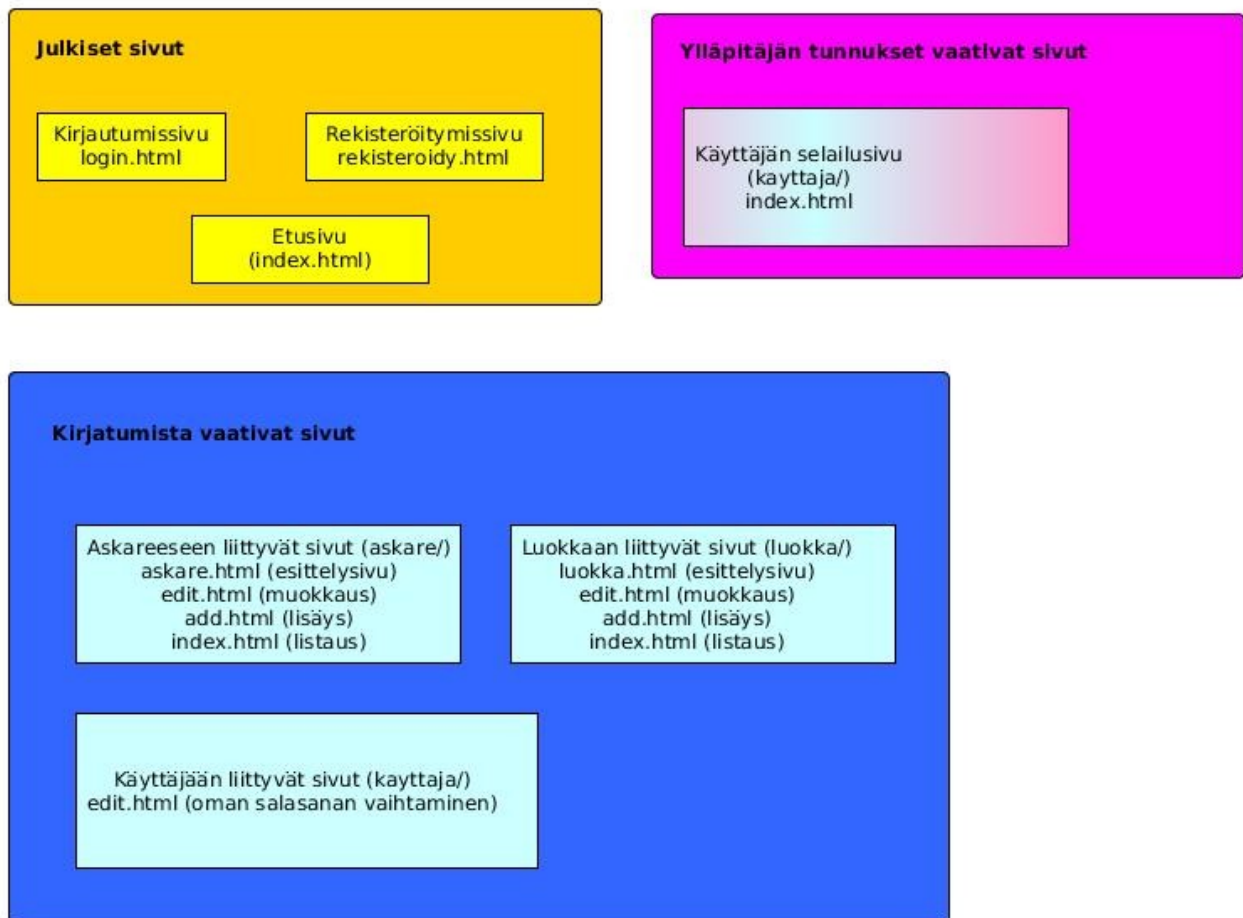 Julkiset sivut
Kirjautumissivu
login.html
Rekisteröitymissivu
rekisteroidy.html
Etusivu
(index.html)
Ylläpitäjän tunnukset vaativat sivut
Käyttäjän selailusivu
(kayttaja/)
index.html
Kirjatumista vaativat sivut
Askareeseen liittyvät sivut (askare/)
askare.html (esittelysivu)
edit.html (muokkaus)
add.html (lisäys)
index.html (listaus)
Luokkaan liittyvät sivut (luokka/)
luokka.html (esittelysivu)
edit.html (muokkaus)
add.html (lisäys)
index.html (listaus)
Käyttäjään liittyvät sivut (kayttaja/)
edit.html (oman salasanan vaihtaminen)